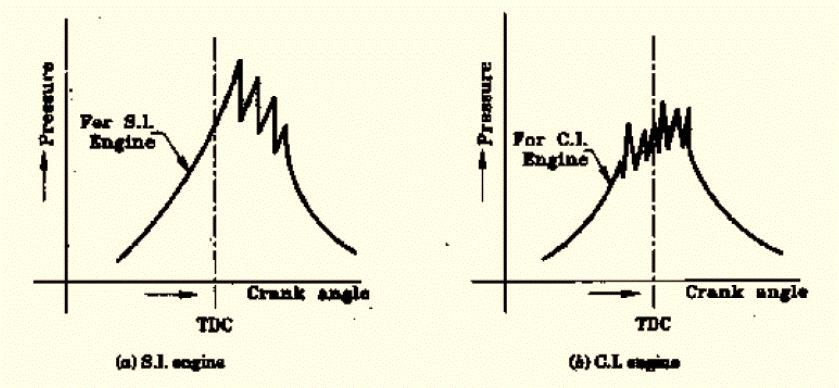 Pressure
For S.I.
Engine
Crank angle
TDC
(a) S.I. engine
Pressure
For C.I.
Engine
Crank angle
TDC
(b) C.I. engine